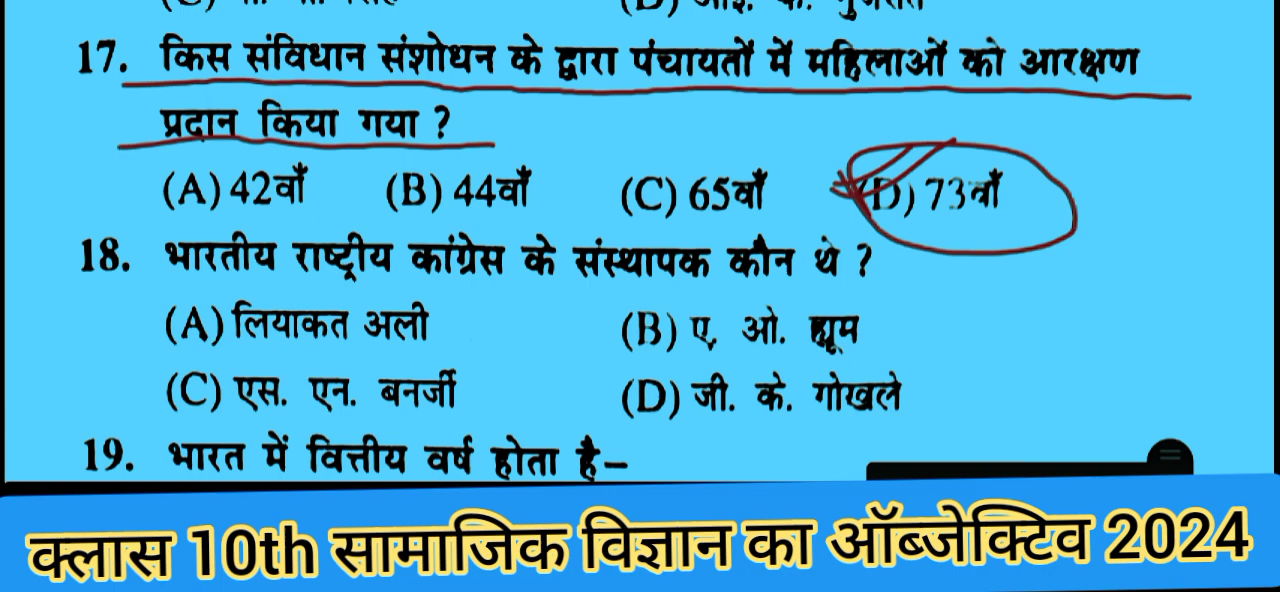 17. किस संविधान संशोधन के द्वारा पंचायतों में महिलाओं को आरक्षण
प्रदान किया गया ?
(A) 42वाँ (B) 44वाँ (C) 65वाँ (D) 73वाँ
18. भारतीय राष्ट्रीय कांग्रेस के संस्थापक कौन थे ?
(A) लियाकत अली (B) ए. ओ. ह्यूम
(C) एस. एन. बनर्जी (D) जी. के. गोखले
19. भारत में वित्तीय वर्ष होता है–
क्लास 10th सामाजिक विज्ञान का ऑब्जेक्टिव 2024